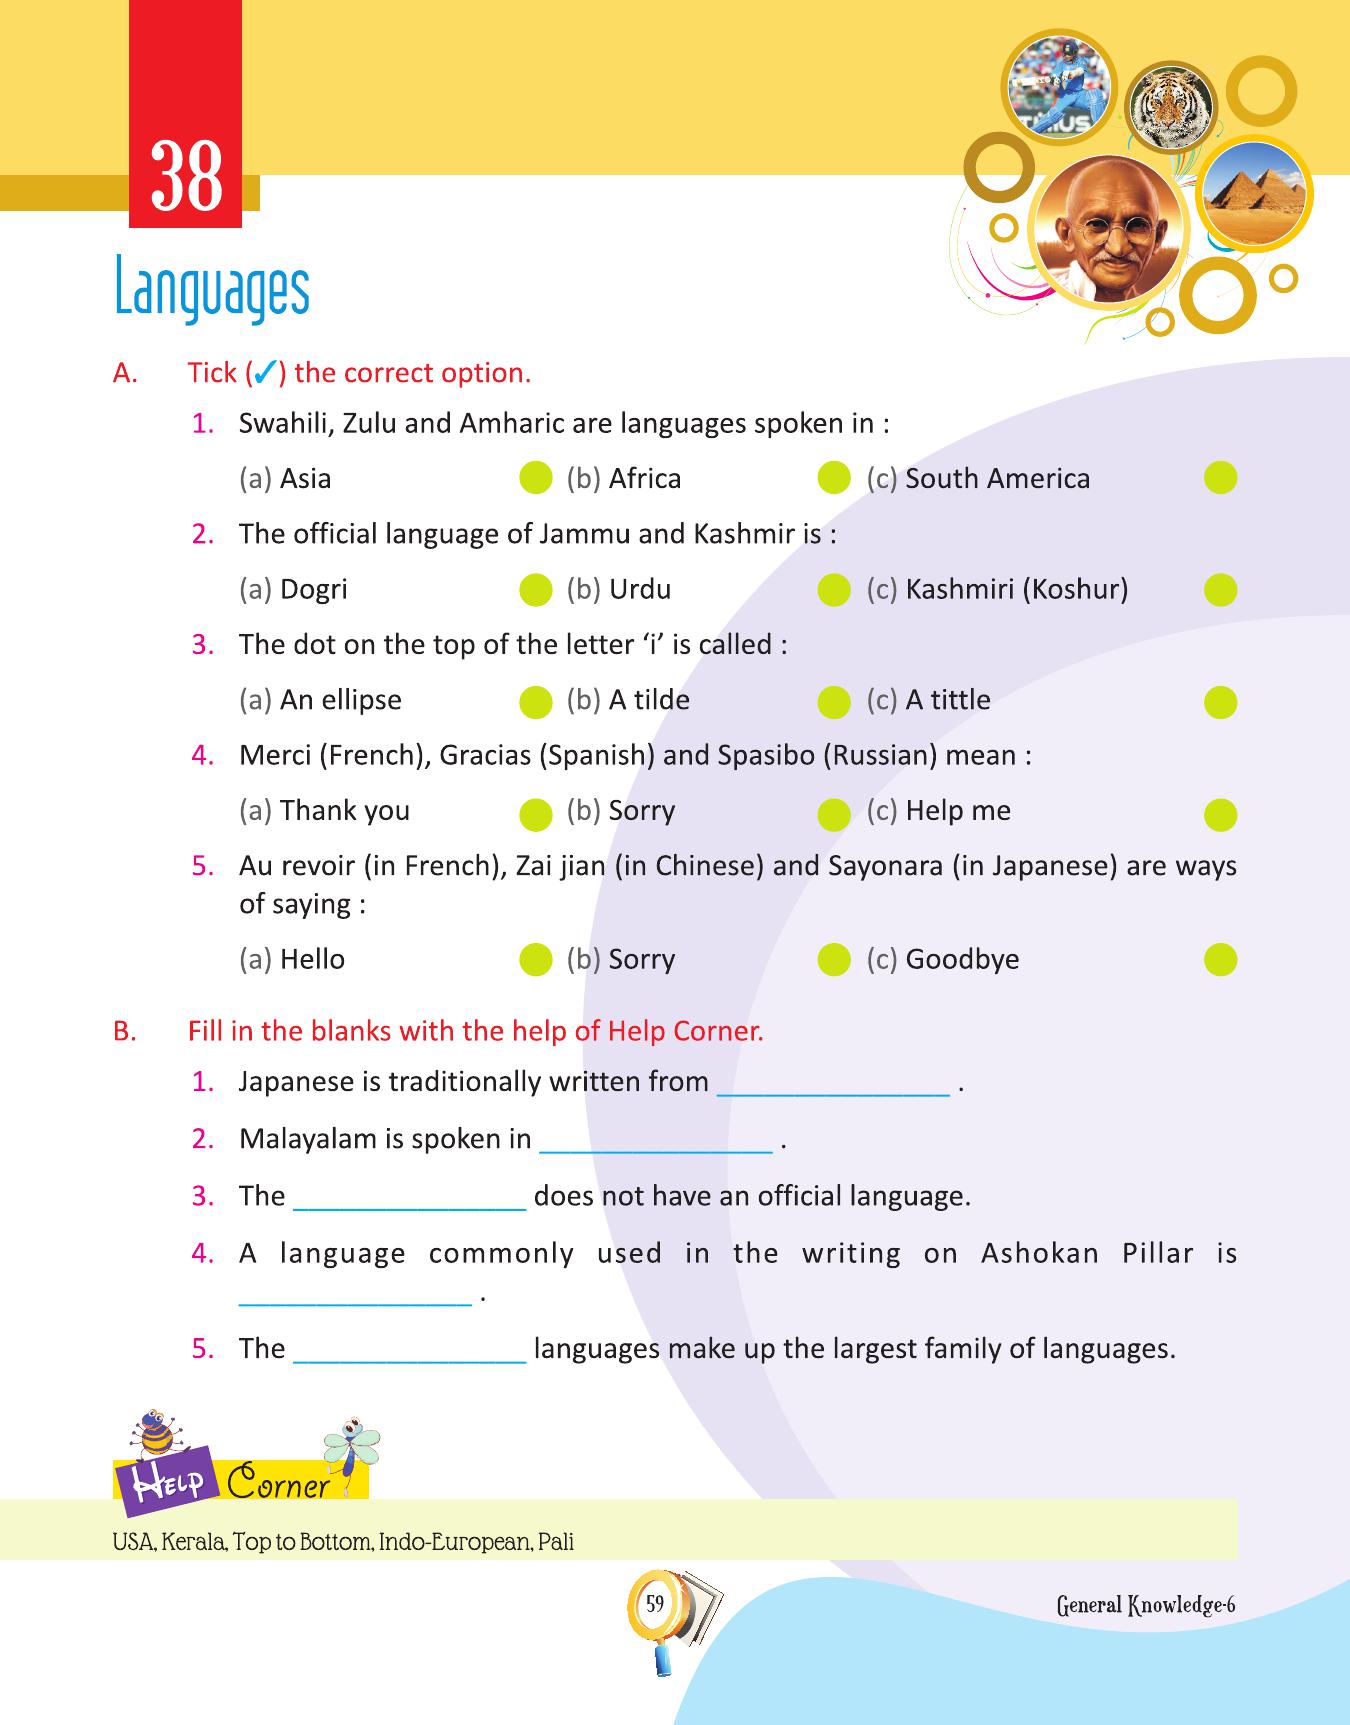 38
Languages
A. Tick (✓) the correct option.
1. Swahili, Zulu and Amharic are languages spoken in :
(a) Asia (b) Africa (c) South America
2. The official language of Jammu and Kashmir is :
(a) Dogri (b) Urdu (c) Kashmiri (Koshur)
3. The dot on the top of the letter ‘i’ is called :
(a) An ellipse (b) A tilde (c) A tittle
4. Merci (French), Gracias (Spanish) and Spasibo (Russian) mean :
(a) Thank you (b) Sorry (c) Help me
5. Au revoir (in French), Zai jian (in Chinese) and Sayonara (in Japanese) are ways
of saying :
(a) Hello (b) Sorry (c) Goodbye
B. Fill in the blanks with the help of Help Corner.
1. Japanese is traditionally written from _______________ .
2. Malayalam is spoken in _______________ .
3. The _______________ does not have an official language.
4. A language commonly used in the writing on Ashokan Pillar is
_______________ .
5. The _______________ languages make up the largest family of languages.
Help Corner
USA, Kerala, Top to Bottom, Indo-European, Pali
59
General Knowledge-6